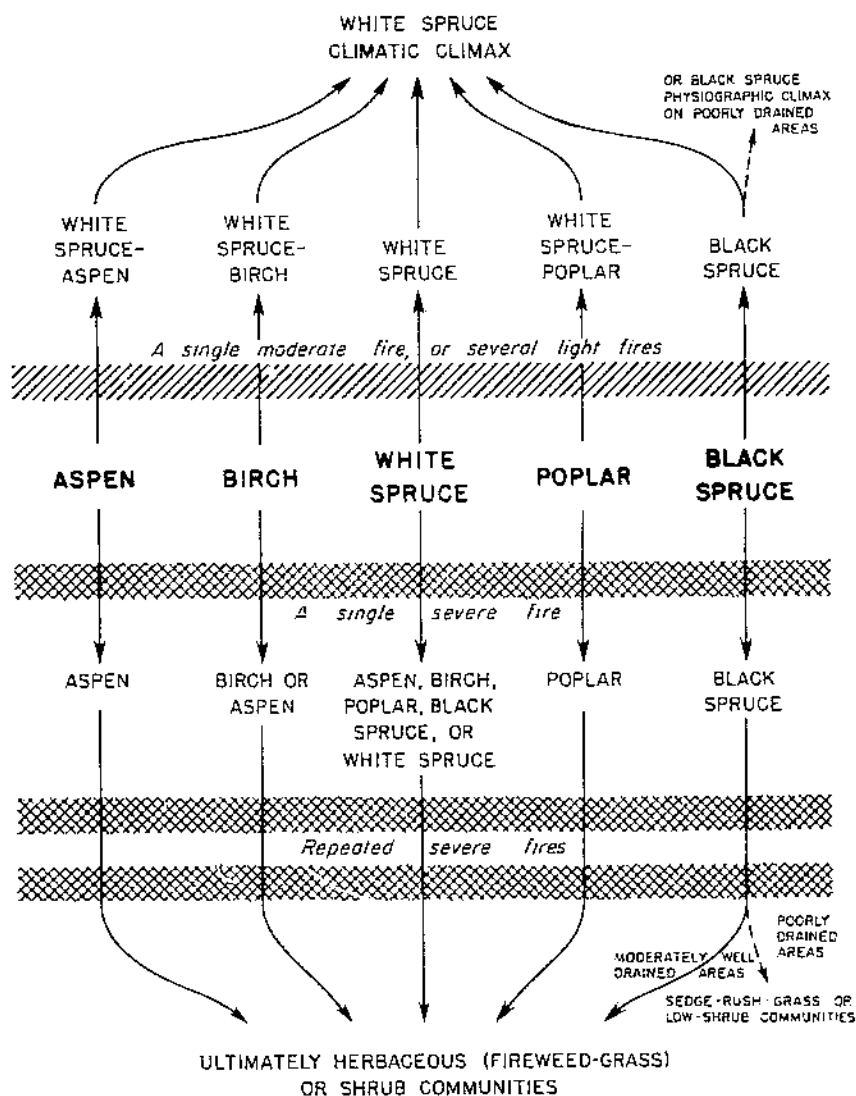 WHITE SPRUCE
CLIMATIC CLIMAX
OR BLACK SPRUCE
PHYSIOGRAPHIC CLIMAX
ON POORLY DRAINED
AREAS
WHITE
SPRUCE-
ASPEN
WHITE
SPRUCE-
BIRCH
WHITE
SPRUCE
WHITE
SPRUCE-
POPLAR
BLACK
SPRUCE
A single moderate fire, or several light fires
ASPEN
BIRCH
WHITE
SPRUCE
POPLAR
BLACK
SPRUCE
A single severe fire
ASPEN
BIRCH OR
ASPEN
ASPEN, BIRCH,
POPLAR, BLACK
SPRUCE, OR
WHITE SPRUCE
POPLAR
BLACK
SPRUCE
Repeated severe fires
MODERATELY WELL
DRAINED AREAS
POORLY
DRAINED
AREAS
SEDGE-RUSH-GRASS OR
LOW-SHRUB COMMUNITIES
ULTIMATELY HERBAGEOUS (FIREWEED-GRASS)
OR SHRUB COMMUNITIES